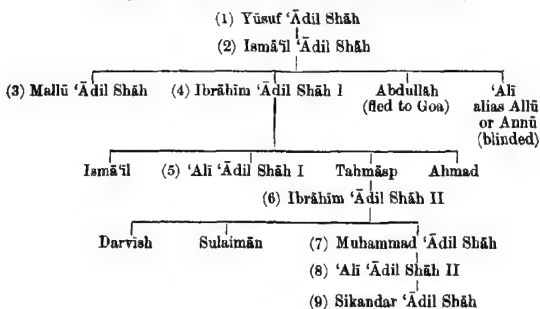 (1) Yūsuf ‘Ādil Shāh
(2) Ismā‘īl ‘Ādil Shāh
(3) Mallū ‘Ādil Shāh (4) Ibrāhīm ‘Ādil Shāh I Abdullāh ‘Alī
(fled to Goa) alias Allū
or Annū
(blinded)
Ismā‘īl (5) ‘Alī ‘Ādil Shāh I Tahmāsp Ahmad
(6) Ibrāhīm ‘Ādil Shāh II
Darvish Sulaimān (7) Muhammad ‘Ādil Shāh
(8) ‘Alī ‘Ādil Shāh II
(9) Sikandar ‘Ādil Shāh